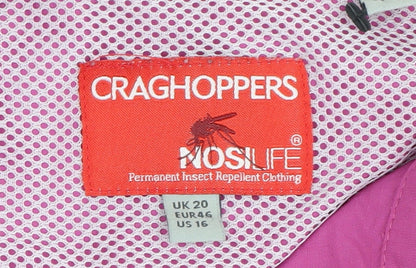 CRAGHOPPERS
NOSILIFE®
Permanent Insect Repellent Clothing
UK 20
EUR 46
US 16